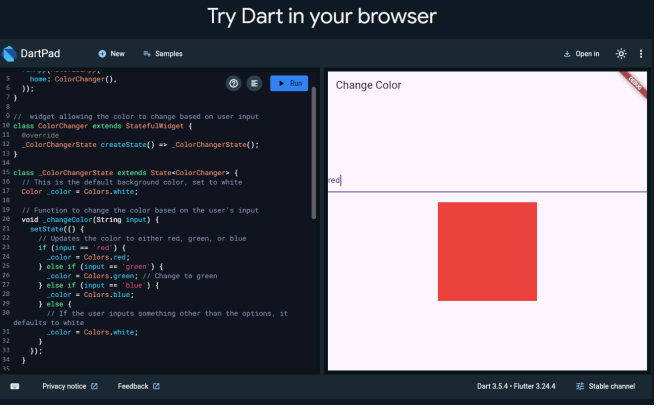 Try Dart in your browser
DartPad
New
Samples
Open in
5 home: ColorChanger(),
6 ));
7 }
8
9 // widget allowing the color to change based on user input
10 class ColorChanger extends StatefulWidget {
11 @override
12 _ColorChangerState createState() => _ColorChangerState();
13 }
14
15 class _ColorChangerState extends State<ColorChanger> {
16 // This is the default background color, set to white
17 Color _color = Colors.white;
18
19 // Function to change the color based on the user's input
20 void _changeColor(String input) {
21 setState(() {
22 // Updates the color to either red, green, or blue
23 if (input == 'red') {
24 _color = Colors.red;
25 } else if (input == 'green') {
26 _color = Colors.green; // Change to green
27 } else if (input == 'blue') {
28 _color = Colors.blue;
29 } else {
30 // If the user inputs something other than the options, it
defaults to white
31 _color = Colors.white;
32 }
33 });
34 }
35
Run
Change Color
DEBUG
red
Privacy notice
Feedback
Dart 3.5.4 • Flutter 3.24.4
Stable channel